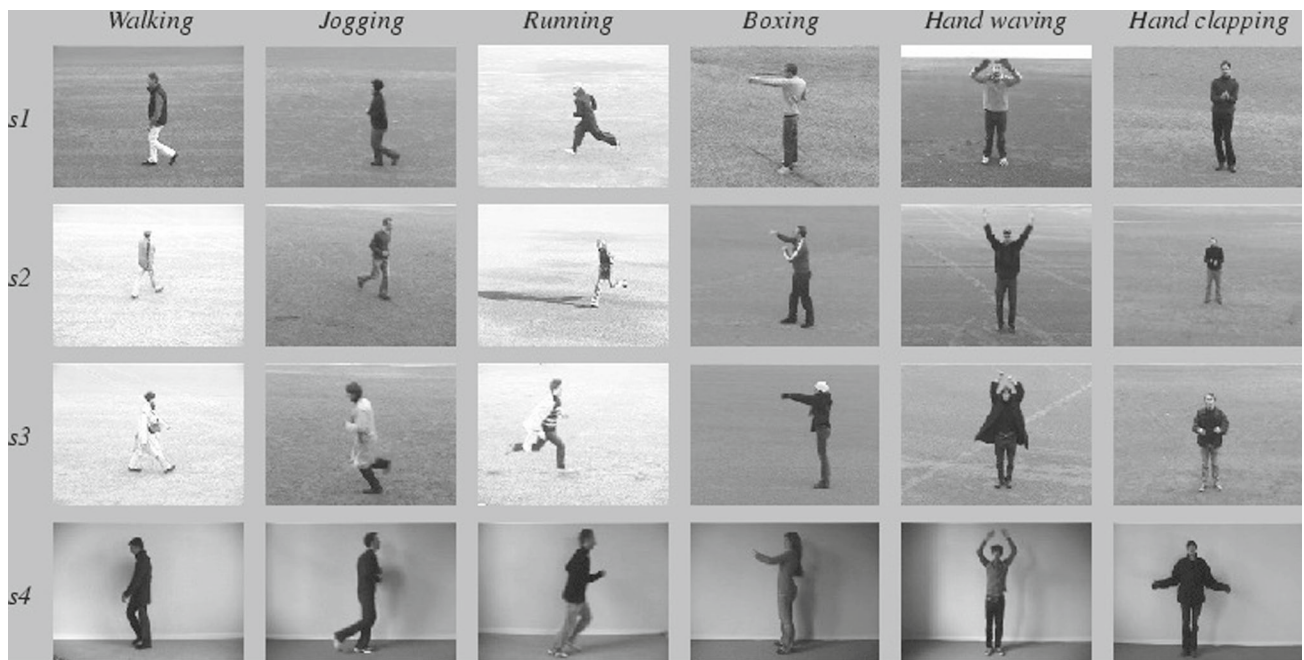 Walking Jogging Running Boxing Hand waving Hand clapping
s1
s2
s3
s4